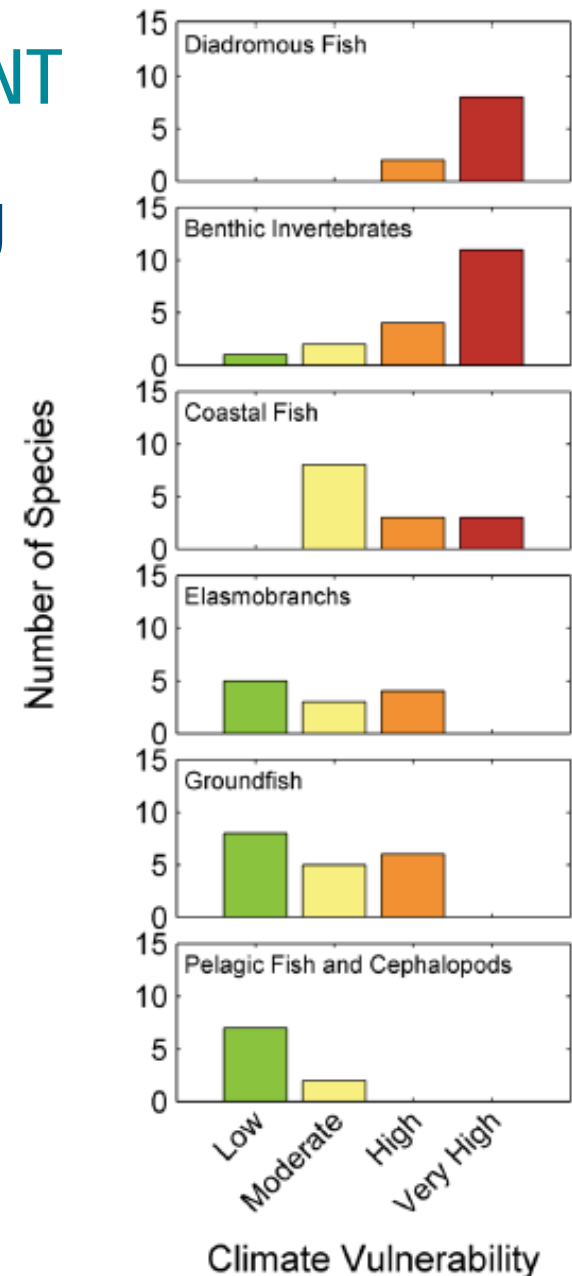 NT
Number of Species
15
10
5
0
Diadromous Fish
15
10
5
0
Benthic Invertebrates
15
10
5
0
Coastal Fish
15
10
5
0
Elasmobranchs
15
10
5
0
Groundfish
15
10
5
0
Pelagic Fish and Cephalopods
Low
Moderate
High
Very High
Climate Vulnerability